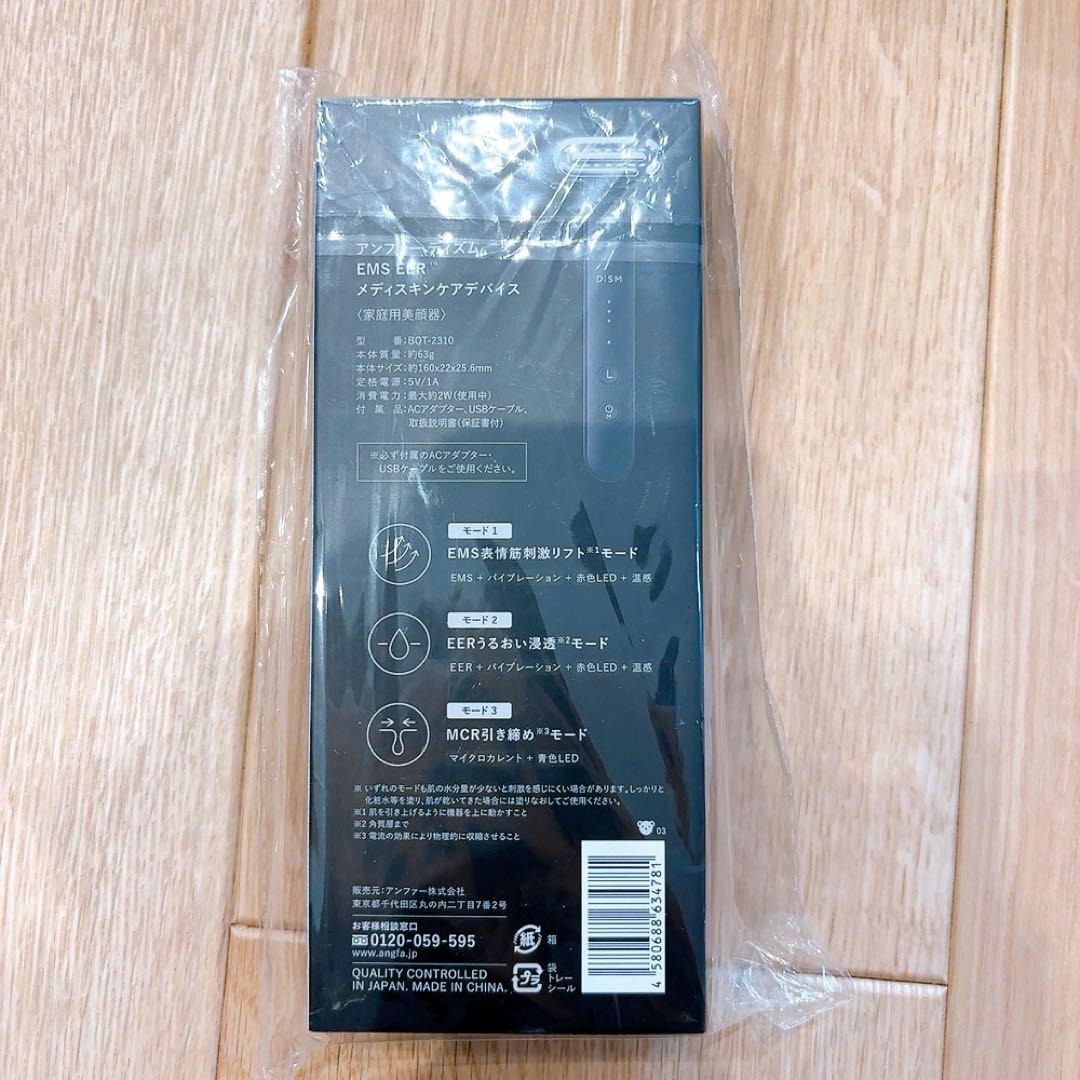 アンファー ディズム
EMS EER
メディスキンケアデバイス
〈家庭用美顔器〉
型 番:BQT-2310
本体質量:約63g
本体サイズ:約160x22x25.6mm
定格電源:5V/1A
消費電力:最大約2W(使用中)
付 属 品:ACアダプター、USBケーブル、
取扱説明書(保証書付)
※必ず付属のACアダプター・
USBケーブルをご使用ください。
DISM
L
モード1
EMS表情筋刺激リフト※1モード
EMS + バイブレーション + 赤色LED + 温感
モード2
EERうるおい浸透※2モード
EER + バイブレーション + 赤色LED + 温感
モード3
MCR引き締め※3モード
マイクロカレント + 青色LED
※ いずれのモードも肌の水分量が少ないと刺激を感じにくい場合があります。しっかりと
化粧水等を塗り、肌が乾いてきた場合には塗りなおしてご使用ください。
※1 肌を引き上げるように機器を上に動かすこと
※2 角質層まで
※3 電流の効果により物理的に収縮させること
03
販売元:アンファー株式会社
東京都千代田区丸の内二丁目7番2号
お客様相談窓口
0120-059-595
www.angfa.jp
QUALITY CONTROLLED
IN JAPAN. MADE IN CHINA.
紙 箱
プラ 袋
トレー
シール
4 580688 634781